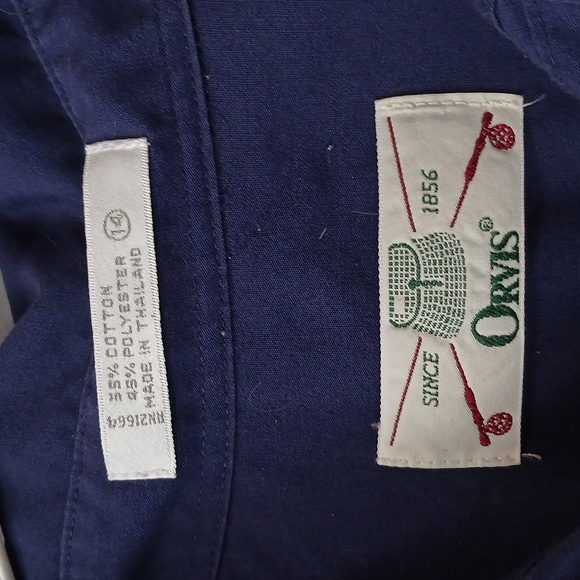 14
55% COTTON
45% POLYESTER
MADE IN THAILAND
RN21664
SINCE 1856
ORVIS®